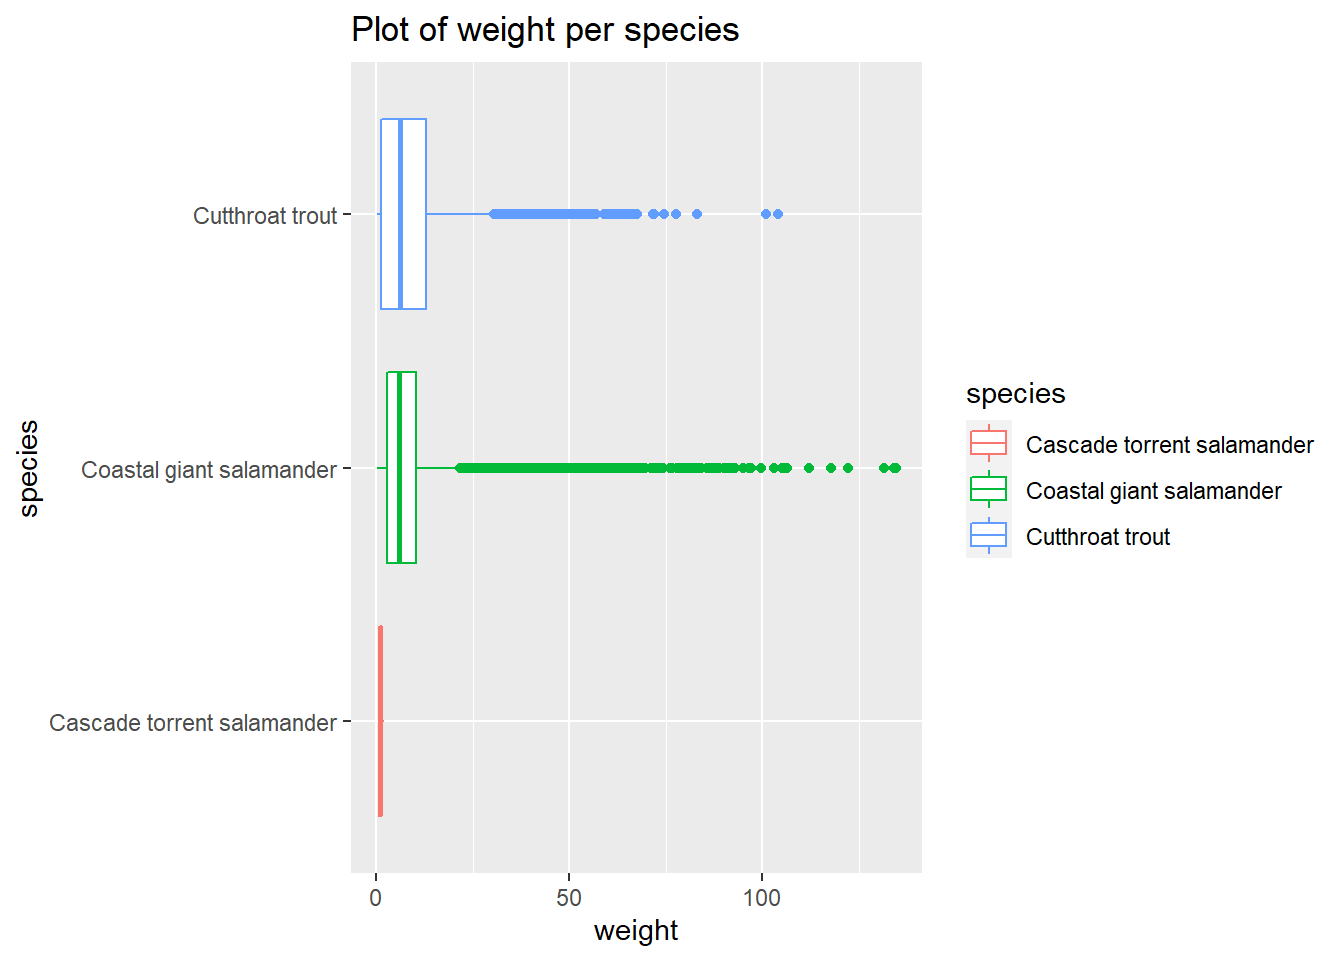 Plot of weight per species
species
Cutthroat trout
Coastal giant salamander
Cascade torrent salamander
0 50 100
weight
species
Cascade torrent salamander
Coastal giant salamander
Cutthroat trout